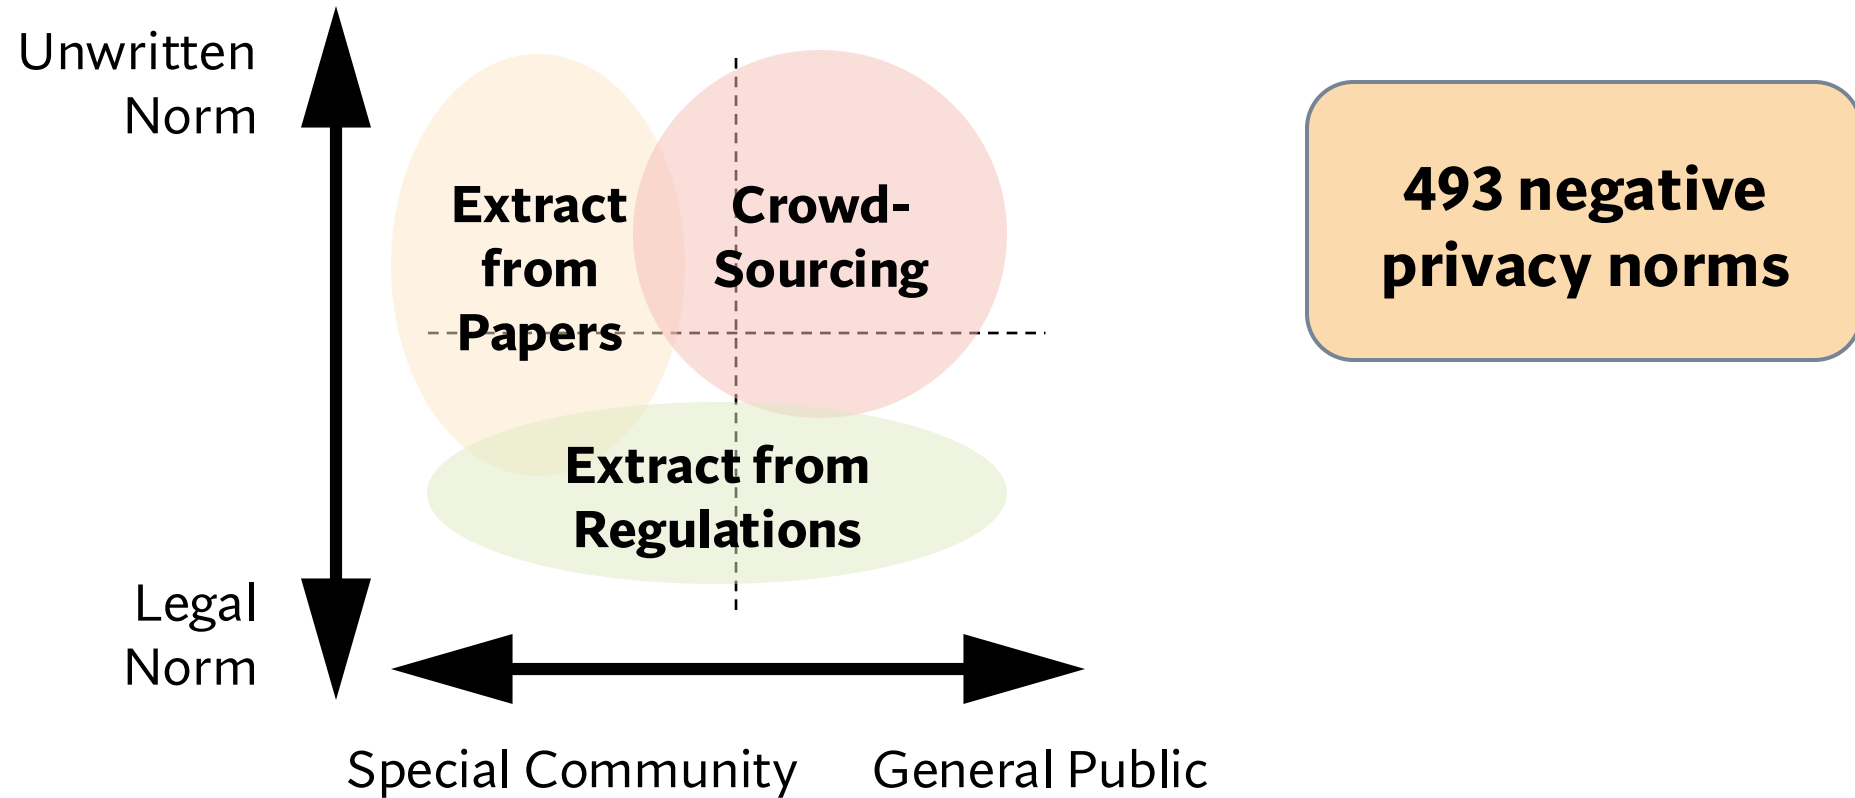 Unwritten
Norm
Extract
from
Papers
Crowd-
Sourcing
493 negative
privacy norms
Extract from
Regulations
Legal
Norm
Special Community
General Public